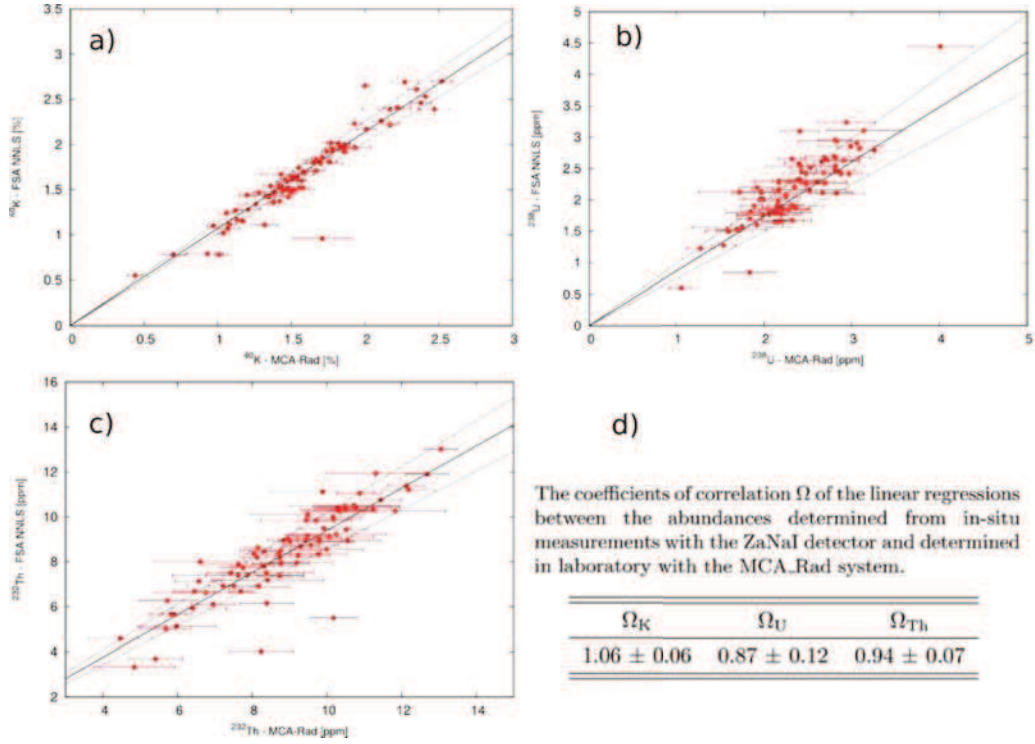 a)
3.5
3
2.5
2
1.5
1
0.5
0
⁴⁰K - FSA NNLS [%]
0
0.5
1
1.5
2
2.5
3
⁴⁰K - MCA-Rad [%]
b)
4.5
4
3.5
3
2.5
2
1.5
1
0.5
0
²³⁸U - FSA NNLS [ppm]
0
1
2
3
4
5
²³⁸U - MCA-Rad [ppm]
c)
16
14
12
10
8
6
4
2
²³²Th - FSA NNLS [ppm]
4
6
8
10
12
14
²³²Th - MCA-Rad [ppm]
d)
The coefficients of correlation Ω of the linear regressions
between the abundances determined from in-situ
measurements with the ZaNaI detector and determined
in laboratory with the MCA_Rad system.
Ω_K Ω_U Ω_Th
1.06 ± 0.06 0.87 ± 0.12 0.94 ± 0.07